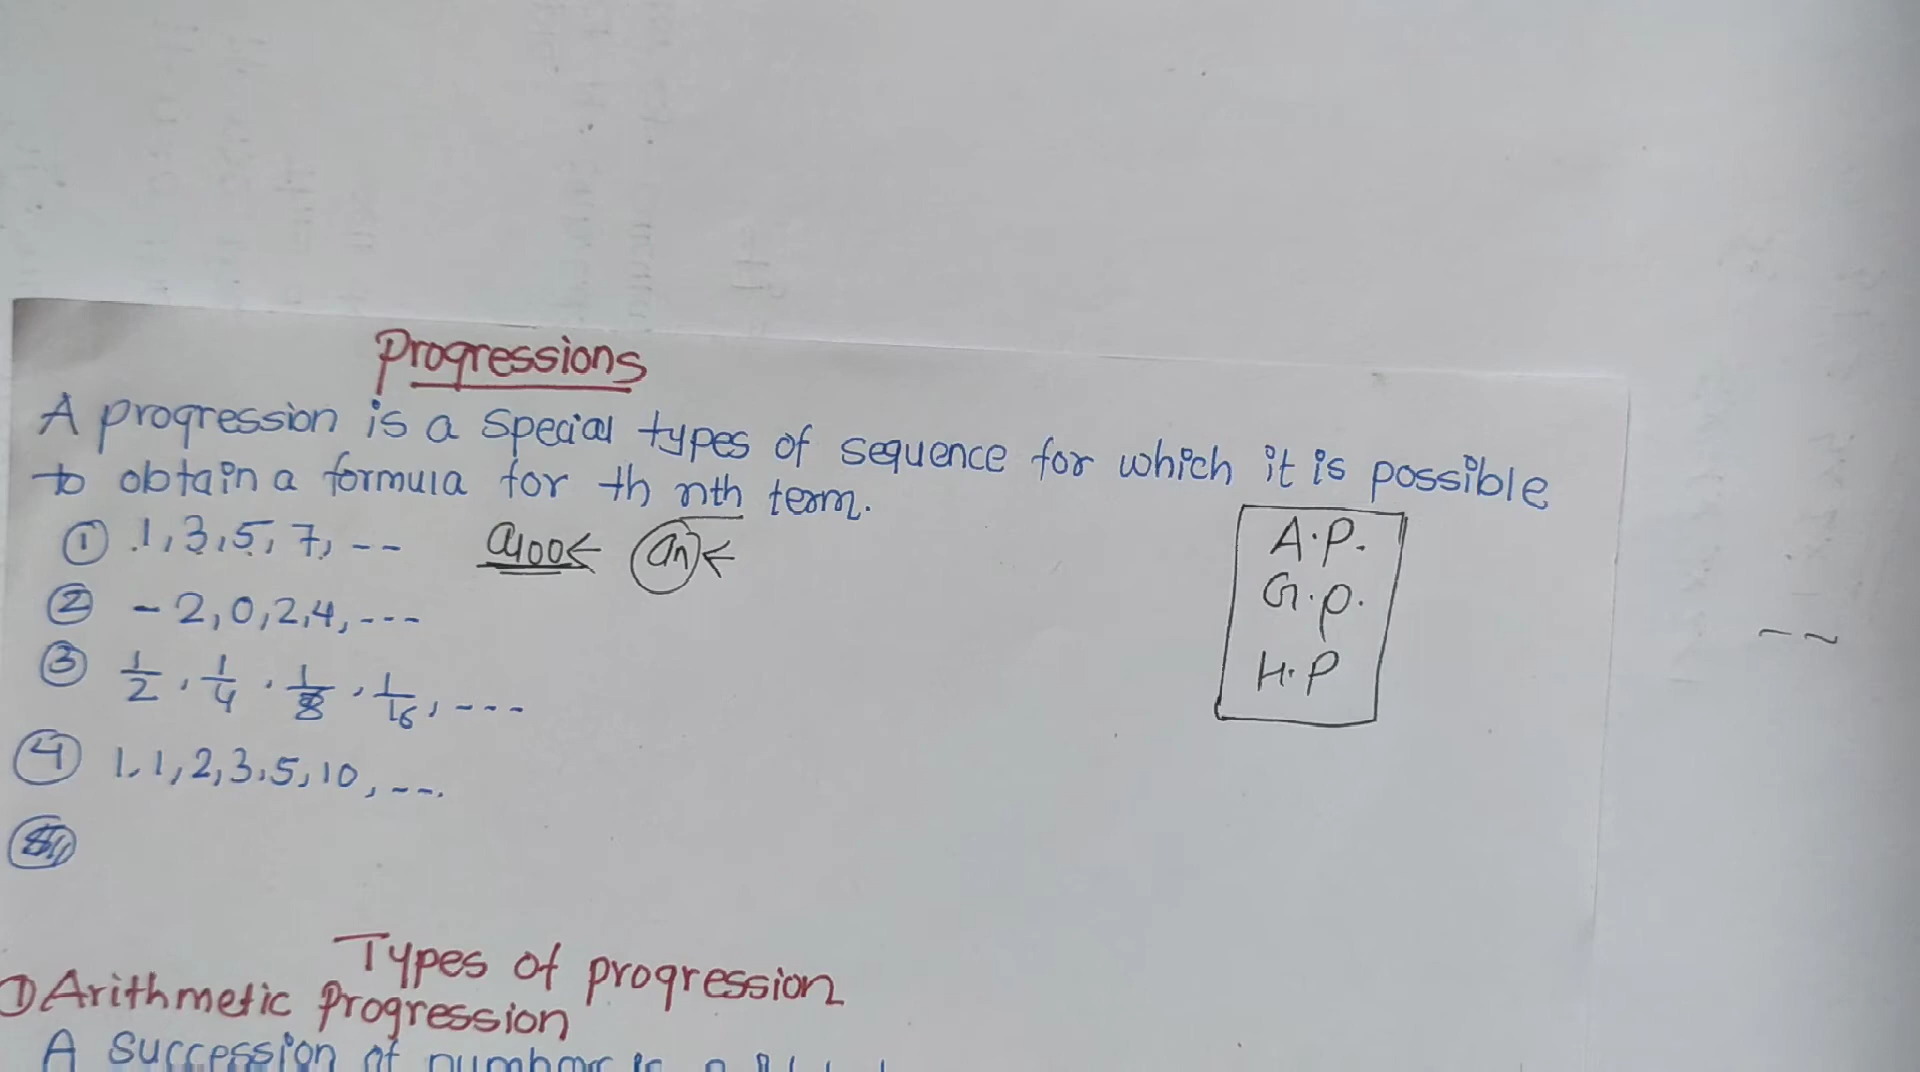 Progressions
A progression is a special types of sequence for which it is possible
to obtain a formula for th nth term.
① 1, 3, 5, 7, --
a100← an←
② -2, 0, 2, 4, ---
③ 1/2, 1/4, 1/8, 1/16, ----
④ 1, 1, 2, 3, 5, 10, ---.
A.P.
G.P.
H.P
Types of progression
① Arithmetic Progression
A succession of